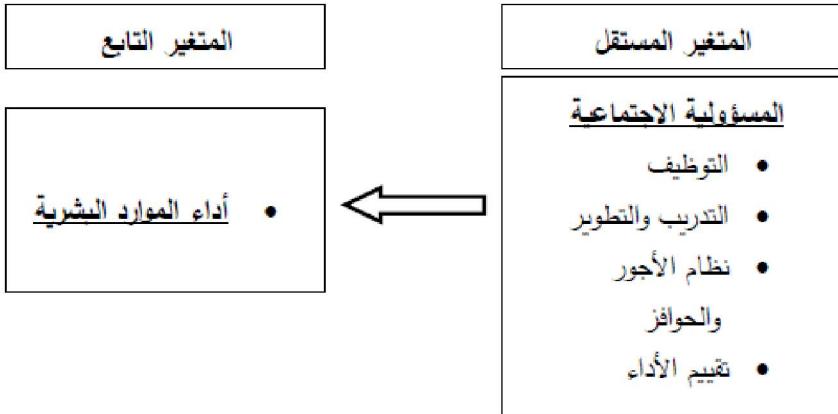 المتغير المستقل
المسؤولية الاجتماعية
• التوظيف
• التدريب والتطوير
• نظام الأجور
والحوافز
• تقييم الأداء
المتغير التابع
• أداء الموارد البشرية